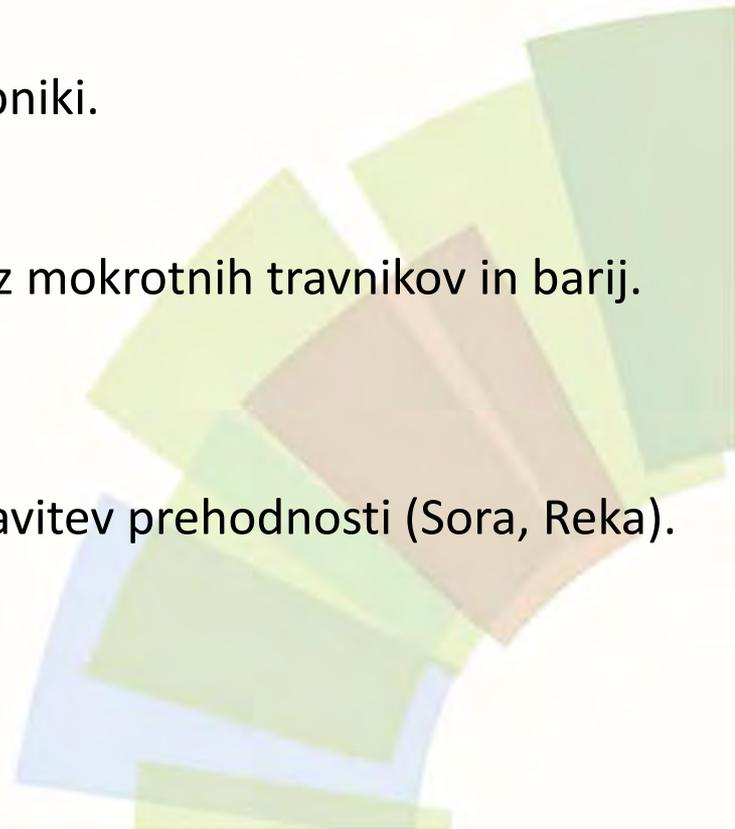 oniki.
z mokrotnih travnikov in barij.
avitev prehodnosti (Sora, Reka).